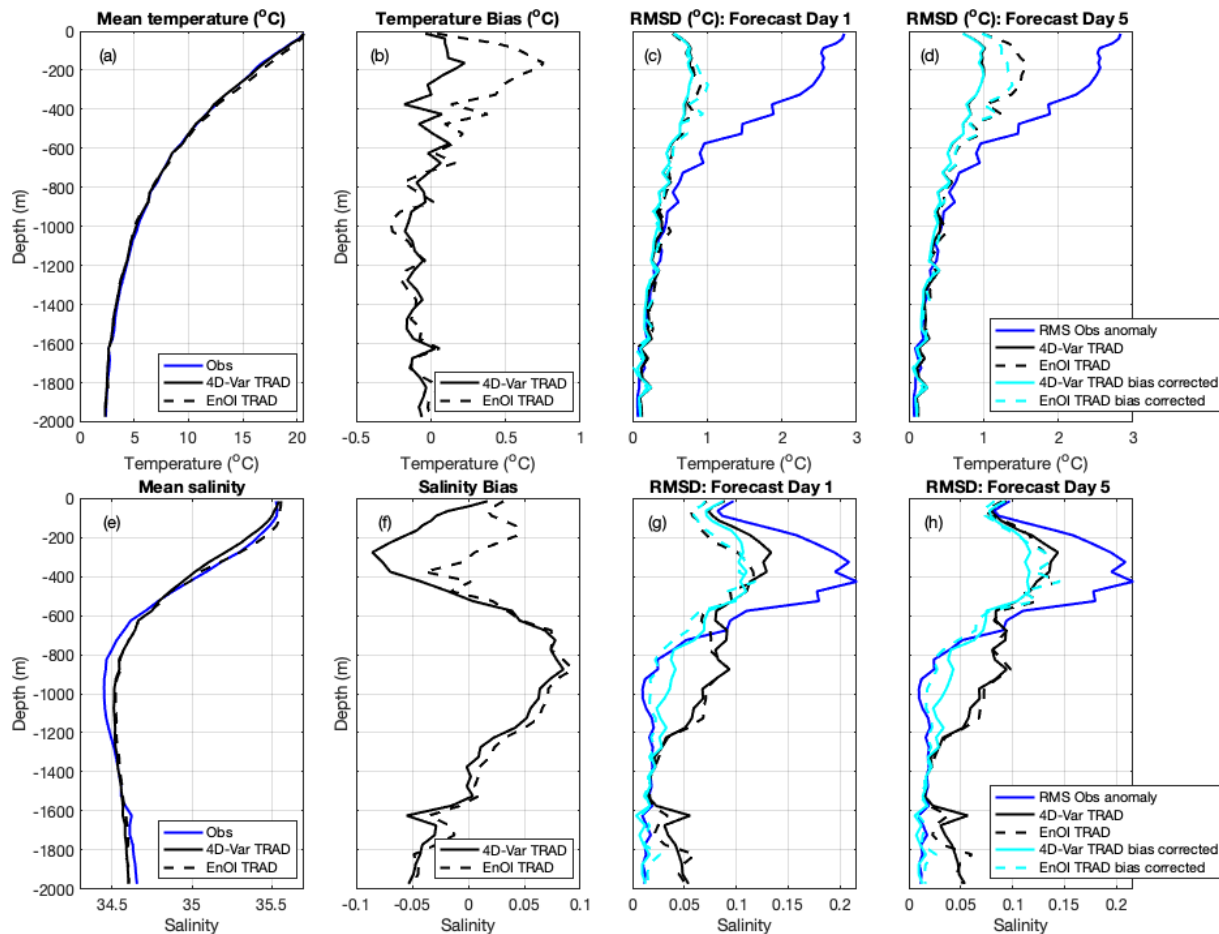 Mean temperature (°C)
(a)
0
-200
-400
-600
-800
-1000
-1200
-1400
-1600
-1800
-2000
Depth (m)
0
5
10
15
20
Temperature (°C)
Obs
4D-Var TRAD
EnOI TRAD
Temperature Bias (°C)
(b)
Depth (m)
-0.5
0
0.5
1
4D-Var TRAD
EnOI TRAD
RMSD (°C): Forecast Day 1
(c)
0
1
2
3
Temperature (°C)
RMSD (°C): Forecast Day 5
(d)
0
1
2
3
Temperature (°C)
RMS Obs anomaly
4D-Var TRAD
EnOI TRAD
4D-Var TRAD bias corrected
EnOI TRAD bias corrected
Mean salinity
(e)
0
-200
-400
-600
-800
-1000
-1200
-1400
-1600
-1800
-2000
Depth (m)
34.5
35
35.5
Salinity
Obs
4D-Var TRAD
EnOI TRAD
Salinity Bias
(f)
Depth (m)
-0.1
-0.05
0
0.05
0.1
Salinity
4D-Var TRAD
EnOI TRAD
RMSD: Forecast Day 1
(g)
0
0.05
0.1
0.15
0.2
Salinity
RMSD: Forecast Day 5
(h)
0
0.05
0.1
0.15
0.2
Salinity
RMS Obs anomaly
4D-Var TRAD
EnOI TRAD
4D-Var TRAD bias corrected
EnOI TRAD bias corrected